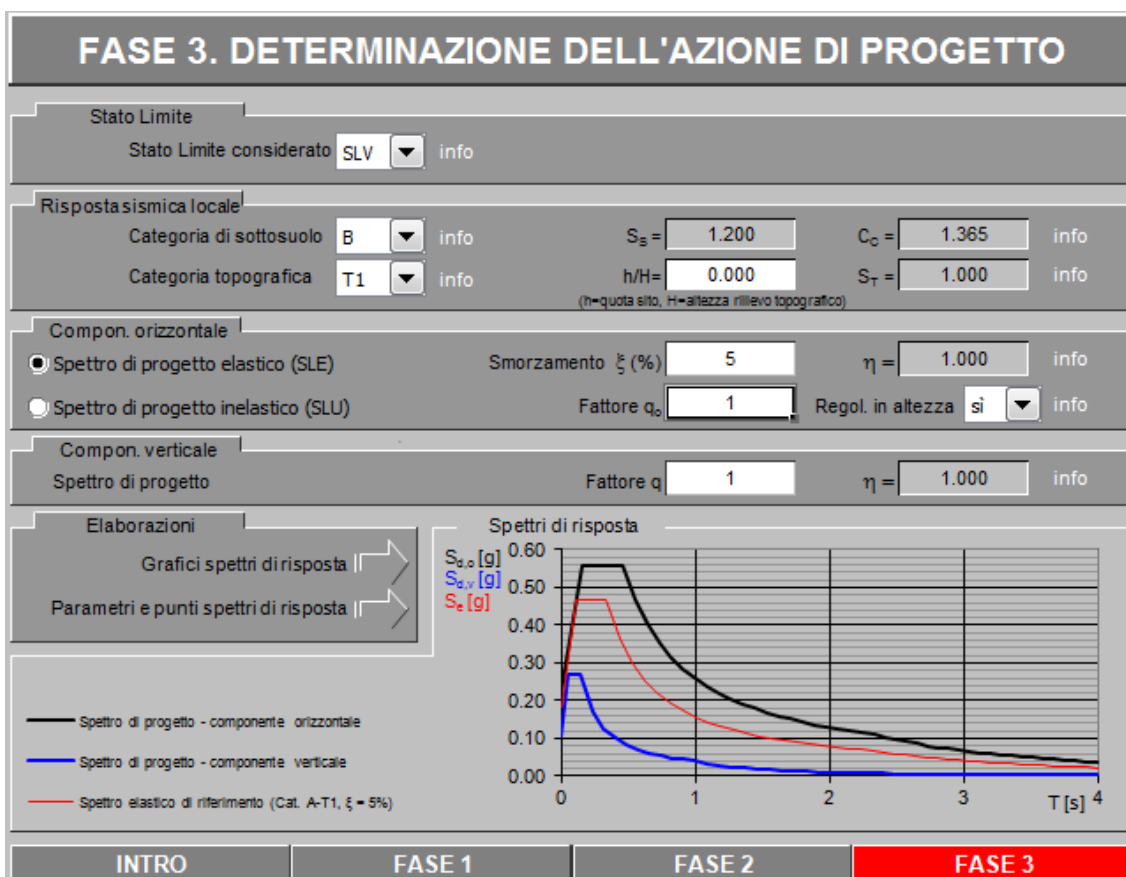 FASE 3. DETERMINAZIONE DELL'AZIONE DI PROGETTO
Stato Limite
Stato Limite considerato SLV info
Risposta sismica locale
Categoria di sottosuolo B info SS = 1.200 CC = 1.365 info
Categoria topografica T1 info h/H= 0.000 ST = 1.000 info
(h=quota sito, H=altezza rilievo topografico)
Compon. orizzontale
Spettro di progetto elastico (SLE) Smorzamento ξ (%) 5 η = 1.000 info
Spettro di progetto inelastico (SLU) Fattore qo 1 Regol. in altezza sì info
Compon. verticale
Spettro di progetto Fattore q 1 η = 1.000 info
Elaborazioni
Grafici spettri di risposta
Parametri e punti spettri di risposta
Spettri di risposta
Sd,o [g]
Sd,v [g]
Se [g]
0.60
0.50
0.40
0.30
0.20
0.10
0.00
0 1 2 3 T [s] 4
Spettro di progetto - componente orizzontale
Spettro di progetto - componente verticale
Spettro elastico di riferimento (Cat. A-T1, ξ = 5%)
INTRO FASE 1 FASE 2 FASE 3